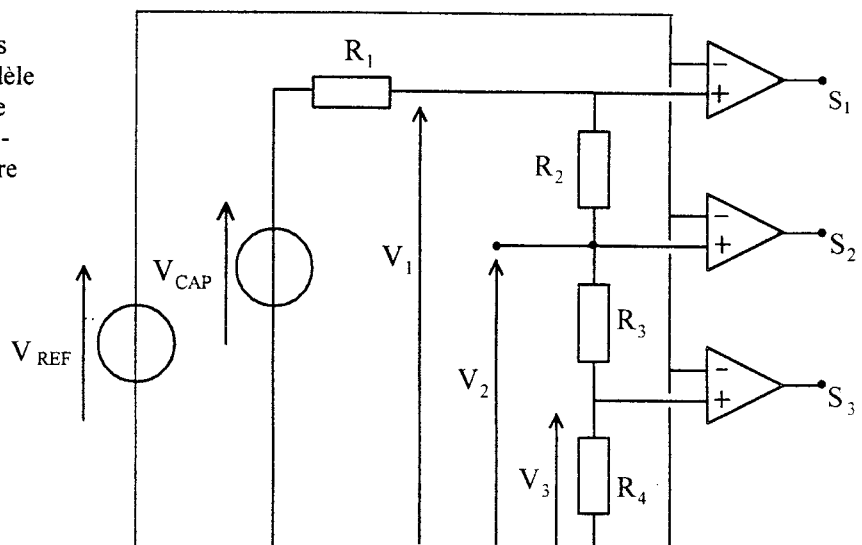 s
dèle
e
-
re
R1
R2
R3
R4
VREF
VCAP
V1
V2
V3
-
+
S1
-
+
S2
-
+
S3